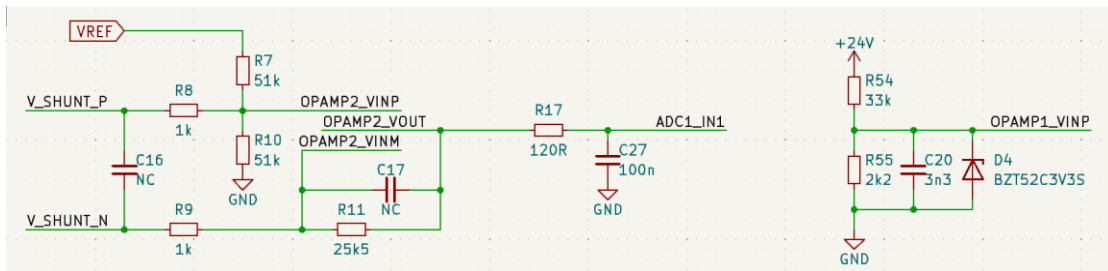 VREF
R7
51k
V_SHUNT_P
R8
1k
OPAMP2_VINP
OPAMP2_VOUT
OPAMP2_VINM
R10
51k
GND
C16
NC
C17
NC
V_SHUNT_N
R9
1k
R11
25k5
R17
120R
ADC1_IN1
C27
100n
GND
+24V
R54
33k
OPAMP1_VINP
R55
2k2
C20
3n3
D4
BZT52C3V3S
GND